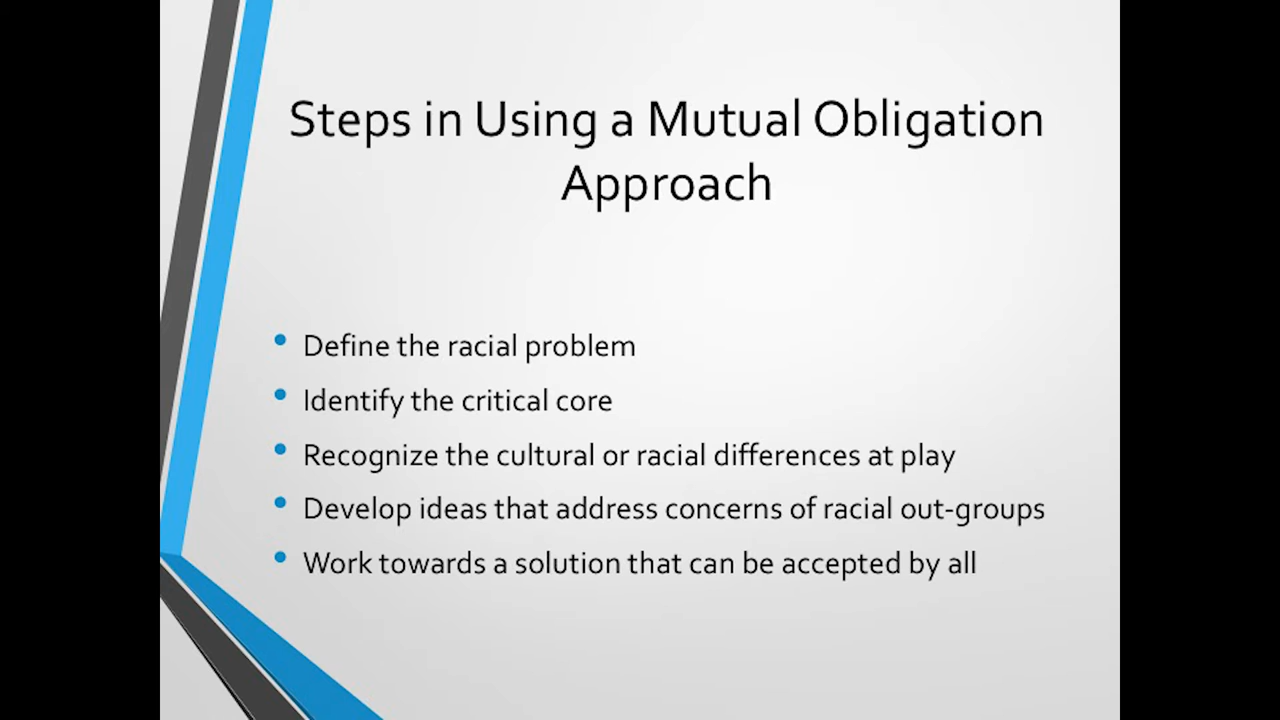 Steps in Using a Mutual Obligation
Approach
Define the racial problem
Identify the critical core
Recognize the cultural or racial differences at play
Develop ideas that address concerns of racial out-groups
Work towards a solution that can be accepted by all